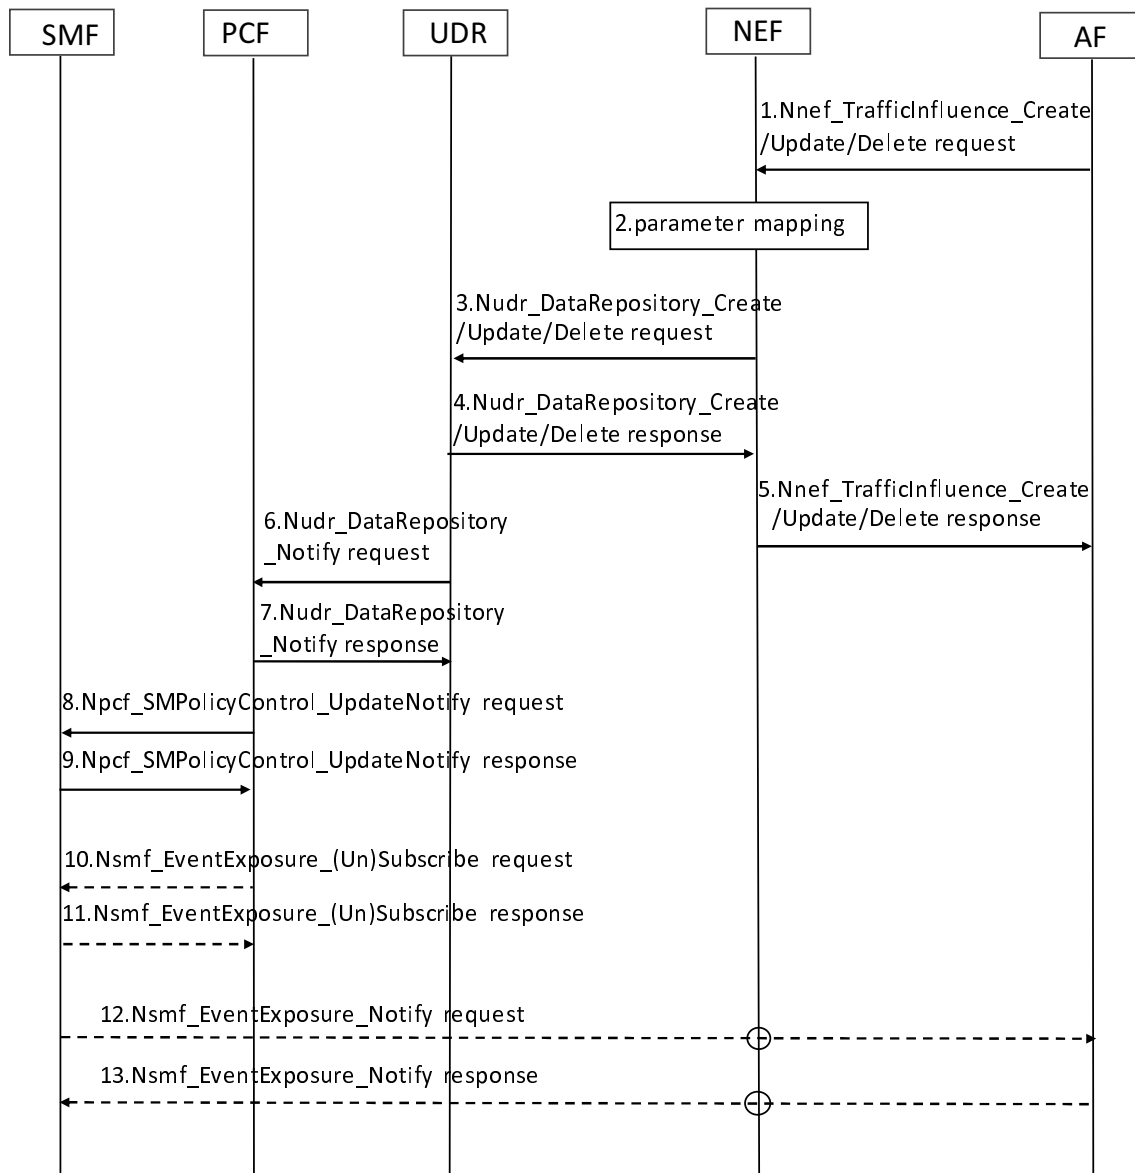 SMF
PCF
UDR
NEF
AF
1.Nnef_TrafficInfluence_Create
/Update/Delete request
2.parameter mapping
3.Nudr_DataRepository_Create
/Update/Delete request
4.Nudr_DataRepository_Create
/Update/Delete response
5.Nnef_TrafficInfluence_Create
/Update/Delete response
6.Nudr_DataRepository
_Notify request
7.Nudr_DataRepository
_Notify response
8.Npcf_SMPolicyControl_UpdateNotify request
9.Npcf_SMPolicyControl_UpdateNotify response
10.Nsmf_EventExposure_(Un)Subscribe request
11.Nsmf_EventExposure_(Un)Subscribe response
12.Nsmf_EventExposure_Notify request
13.Nsmf_EventExposure_Notify response